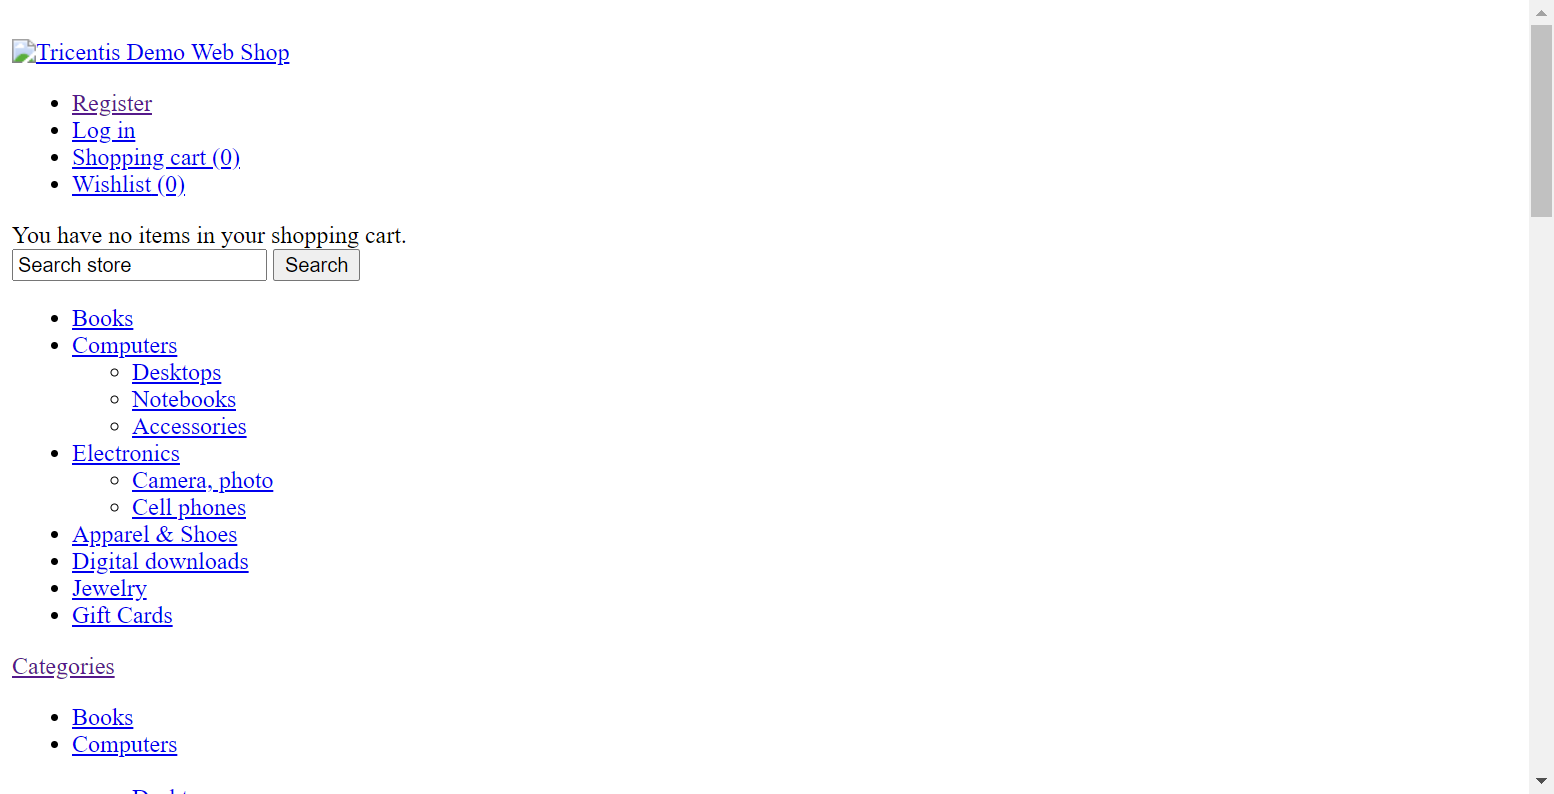 Tricentis Demo Web Shop
Register
Log in
Shopping cart (0)
Wishlist (0)
You have no items in your shopping cart.
Search store Search
Books
Computers
Desktops
Notebooks
Accessories
Electronics
Camera, photo
Cell phones
Apparel & Shoes
Digital downloads
Jewelry
Gift Cards
Categories
Books
Computers